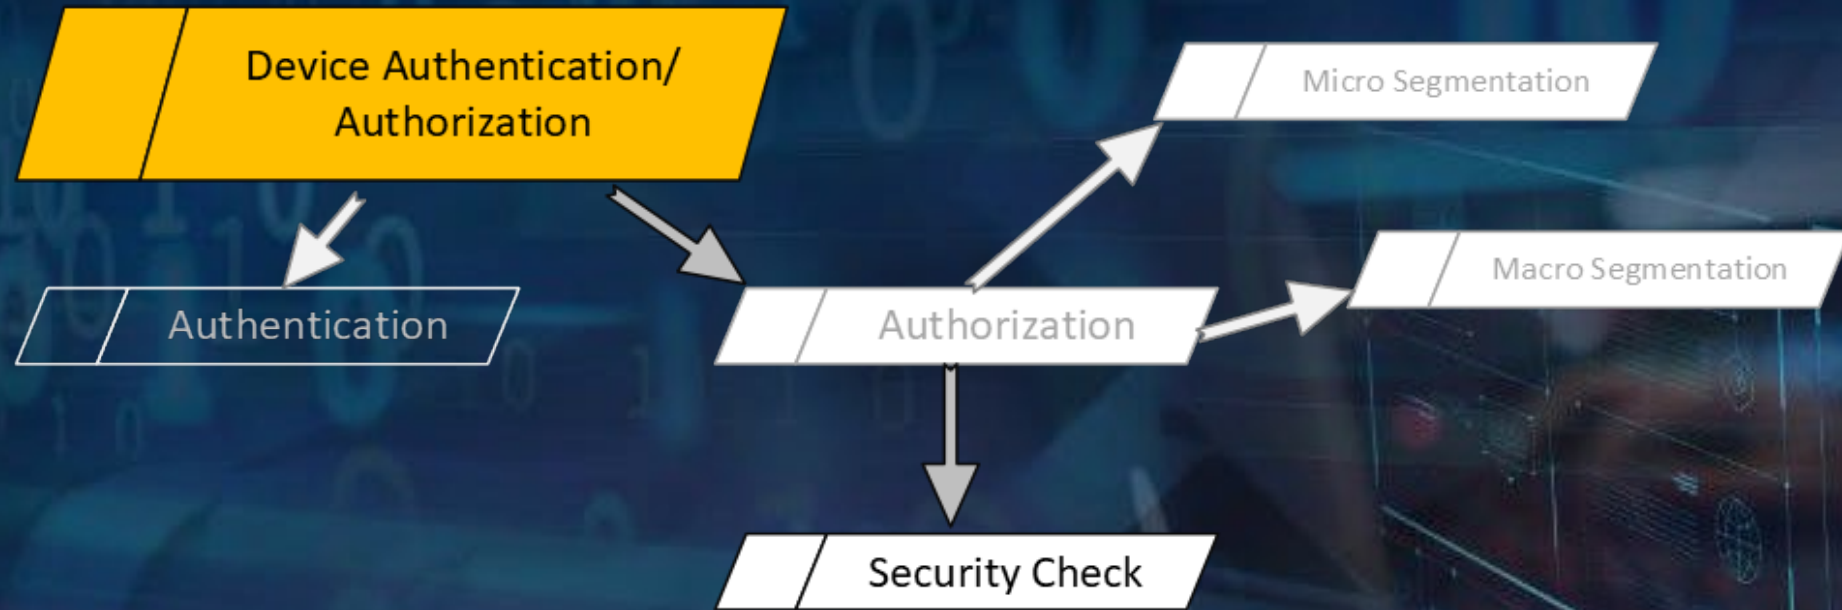 Device Authentication/
Authorization
Micro Segmentation
Macro Segmentation
Authentication
Authorization
Security Check